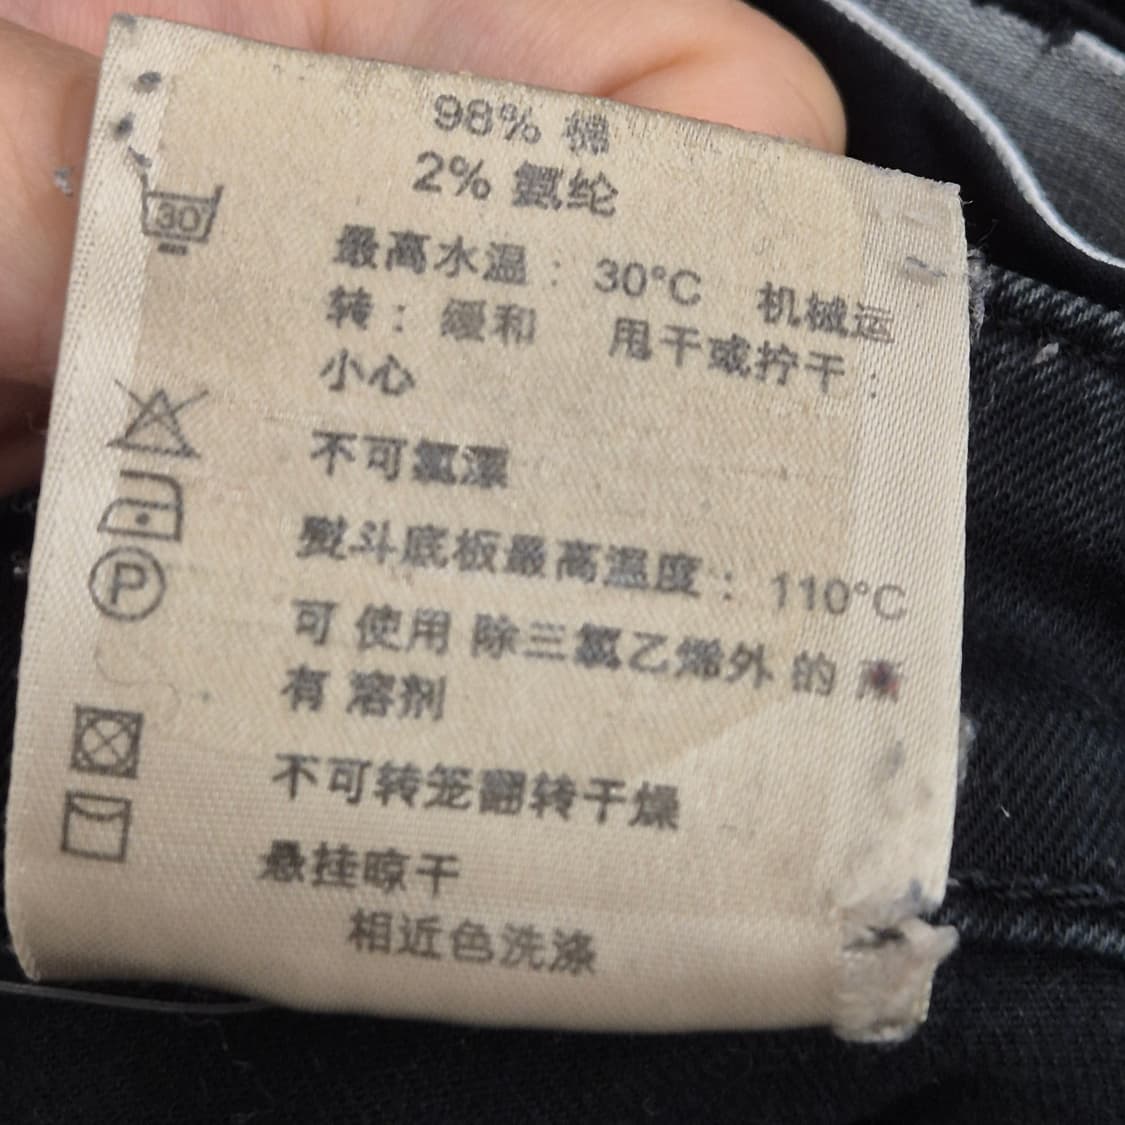 98% 棉
2% 氨纶
30
最高水温： 30°C 机械运
转： 缓和 甩干或拧干：
小心
不可氯漂
熨斗底板最高温度： 110°C
P
可 使用 除三氯乙烯外 的 所
有 溶剂
不可转笼翻转干燥
悬挂晾干
相近色洗涤